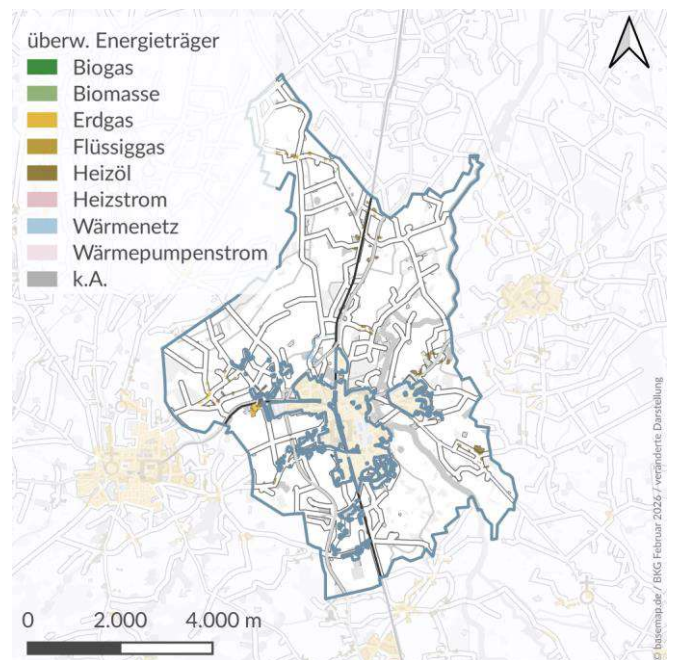 überw. Energieträger
Biogas
Biomasse
Erdgas
Flüssiggas
Heizöl
Heizstrom
Wärmenetz
Wärmepumpenstrom
k.A.
0 2.000 4.000 m
© basemap.de / BKG Februar 2026 / veränderte Darstellung